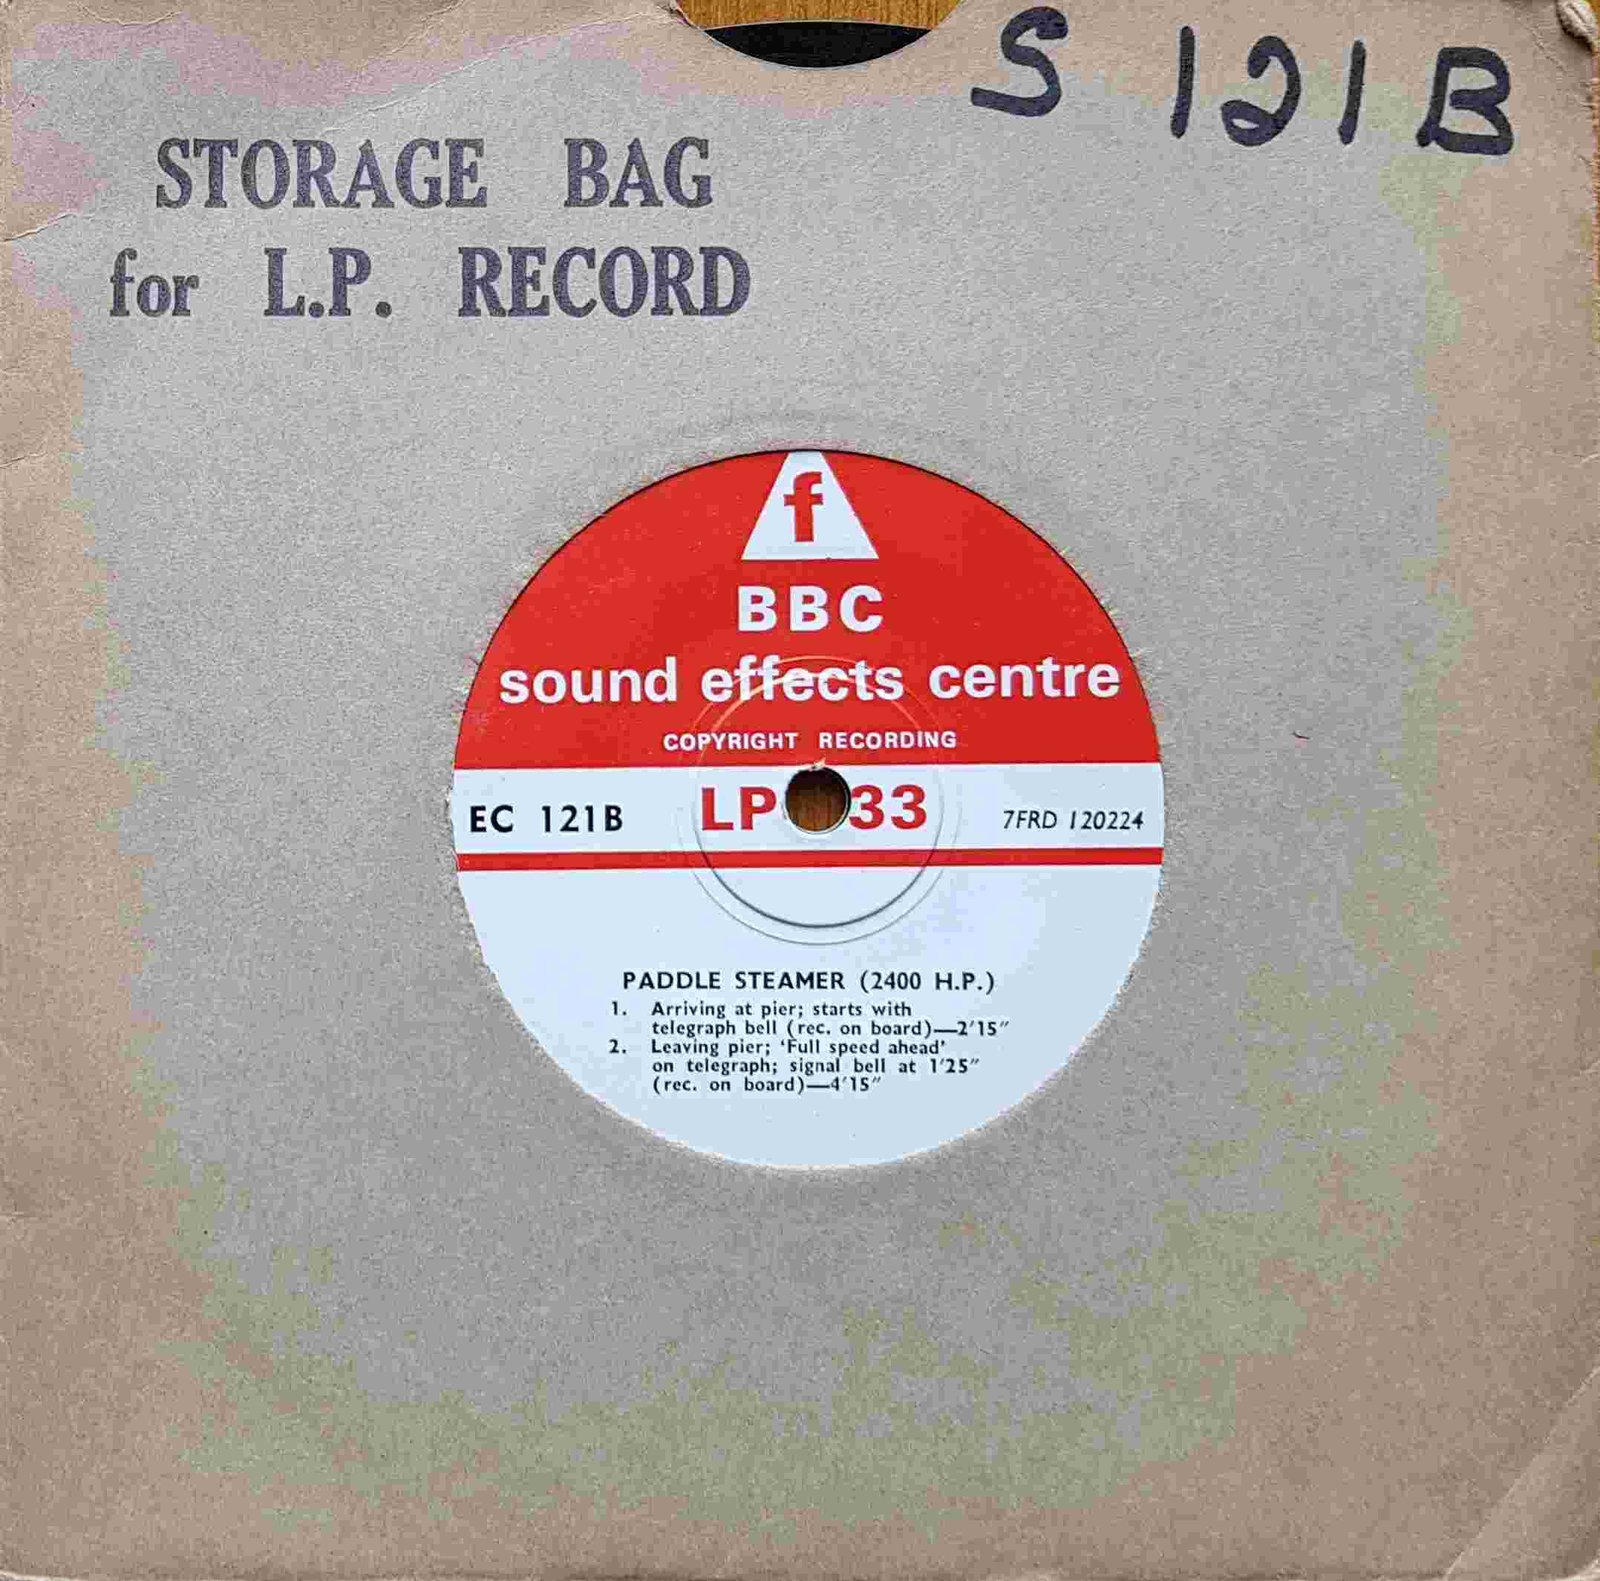 S 121B
STORAGE BAG
for L.P. RECORD
f
BBC
sound effects centre
COPYRIGHT RECORDING
EC 121B LP 33 7FRD 120224
PADDLE STEAMER (2400 H.P.)
1. Arriving at pier; starts with
telegraph bell (rec. on board)—2′15″
2. Leaving pier; ‘Full speed ahead’
on telegraph; signal bell at 1′25″
(rec. on board)—4′15″